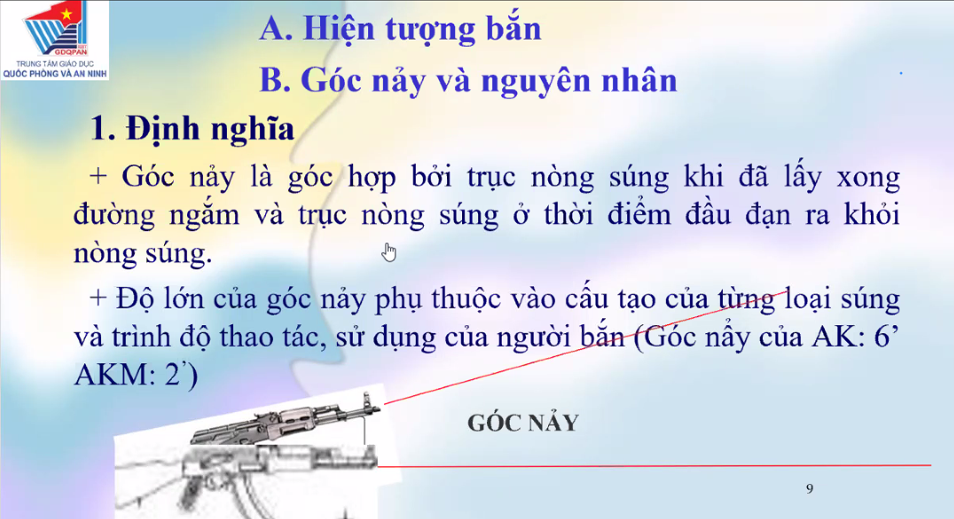 GDQPAN
TRUNG TÂM GIÁO DỤC
QUỐC PHÒNG VÀ AN NINH
A. Hiện tượng bắn
B. Góc nảy và nguyên nhân
1. Định nghĩa
+ Góc nảy là góc hợp bởi trục nòng súng khi đã lấy xong
đường ngắm và trục nòng súng ở thời điểm đầu đạn ra khỏi
nòng súng.
+ Độ lớn của góc nảy phụ thuộc vào cấu tạo của từng loại súng
và trình độ thao tác, sử dụng của người bắn (Góc nẩy của AK: 6’
AKM: 2’)
GÓC NẢY
9